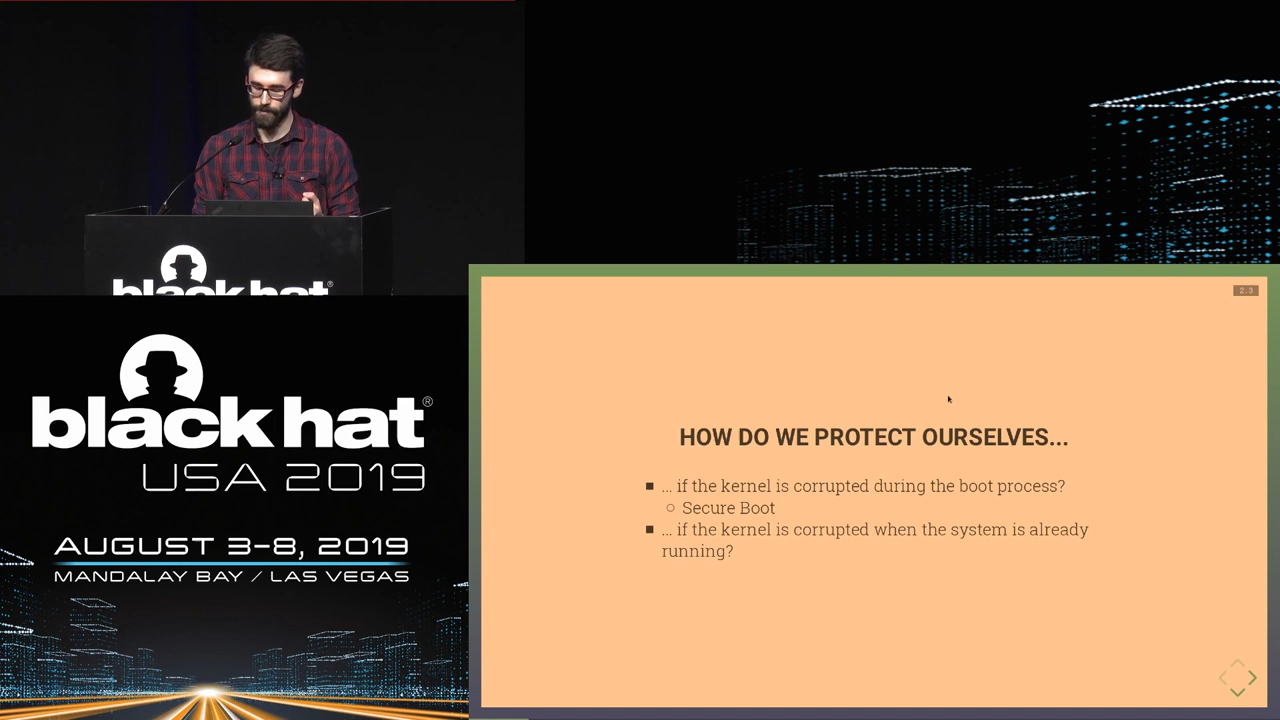 black hat®
black hat®
USA 2019
AUGUST 3-8, 2019
MANDALAY BAY / LAS VEGAS
2.3
HOW DO WE PROTECT OURSELVES...
■ ... if the kernel is corrupted during the boot process?
○ Secure Boot
■ ... if the kernel is corrupted when the system is already
running?